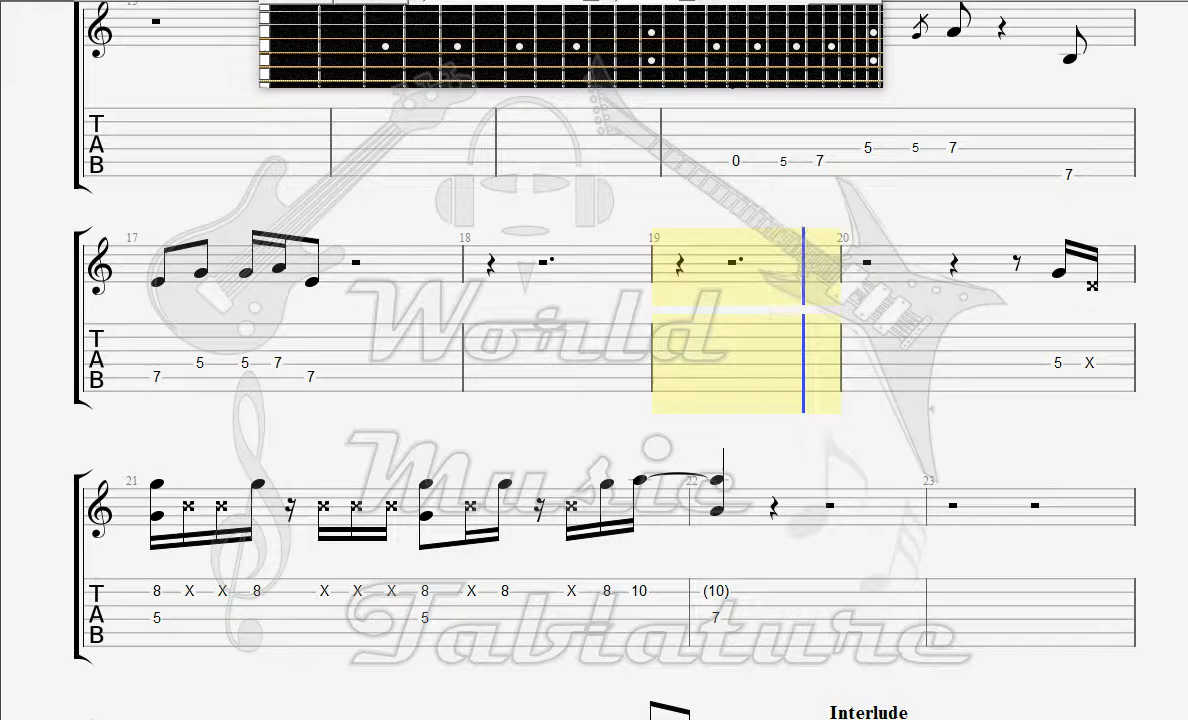 15
T
A
B
0 5 7 5 5 7 7
17 18 19 20
T
A
B
7 5 5 7 7 5 X
World
21 22 23
Music
T
A
B
8 X X 8 X X X 8 X 8 X 8 10 (10)
5 5 7
Tablature
Interlude